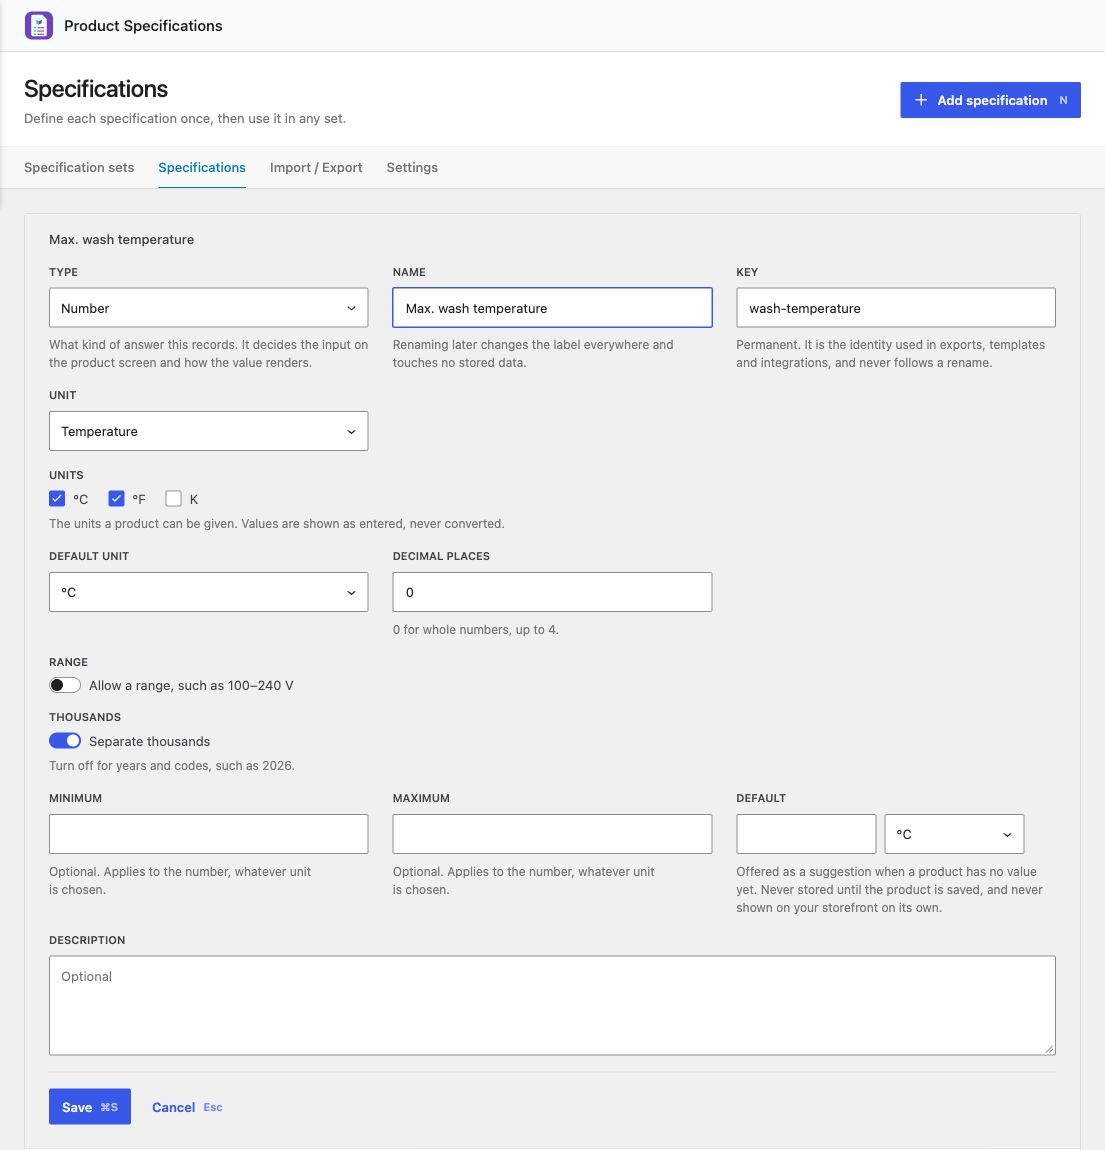 Product Specifications
Specifications
Define each specification once, then use it in any set.
+ Add specification N
Specification sets Specifications Import / Export Settings
Max. wash temperature
TYPE NAME KEY
Number Max. wash temperature wash-temperature
What kind of answer this records. It decides the input on
the product screen and how the value renders.
Renaming later changes the label everywhere and
touches no stored data.
Permanent. It is the identity used in exports, templates
and integrations, and never follows a rename.
UNIT
Temperature
UNITS
°C °F K
The units a product can be given. Values are shown as entered, never converted.
DEFAULT UNIT DECIMAL PLACES
°C 0
0 for whole numbers, up to 4.
RANGE
Allow a range, such as 100–240 V
THOUSANDS
Separate thousands
Turn off for years and codes, such as 2026.
MINIMUM MAXIMUM DEFAULT
°C
Optional. Applies to the number, whatever unit
is chosen.
Optional. Applies to the number, whatever unit
is chosen.
Offered as a suggestion when a product has no value
yet. Never stored until the product is saved, and never
shown on your storefront on its own.
DESCRIPTION
Optional
Save ⌘S Cancel Esc